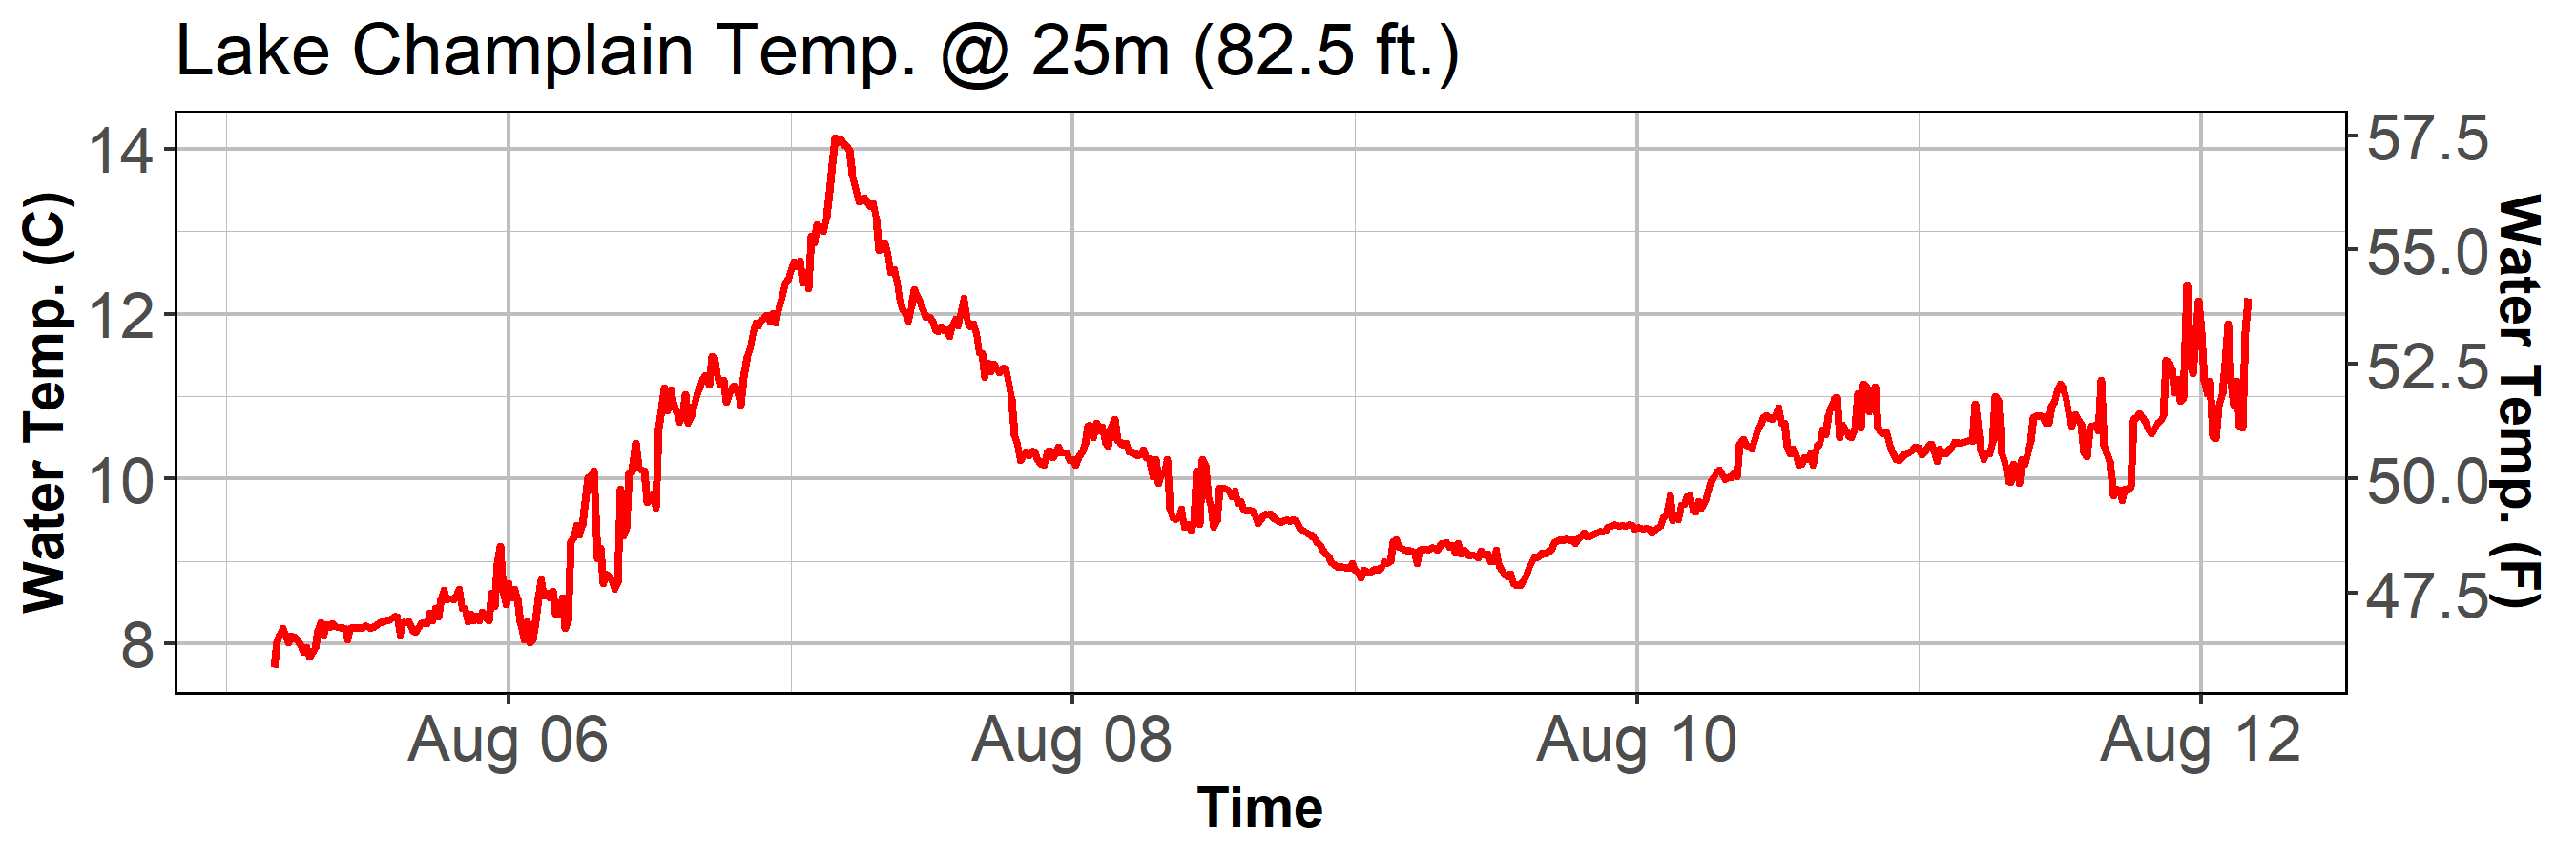 Lake Champlain Temp. @ 25m (82.5 ft.)
Water Temp. (C)
14
12
10
8
57.5
55.0
52.5
50.0
47.5
Water Temp. (F)
Aug 06 Aug 08 Aug 10 Aug 12
Time